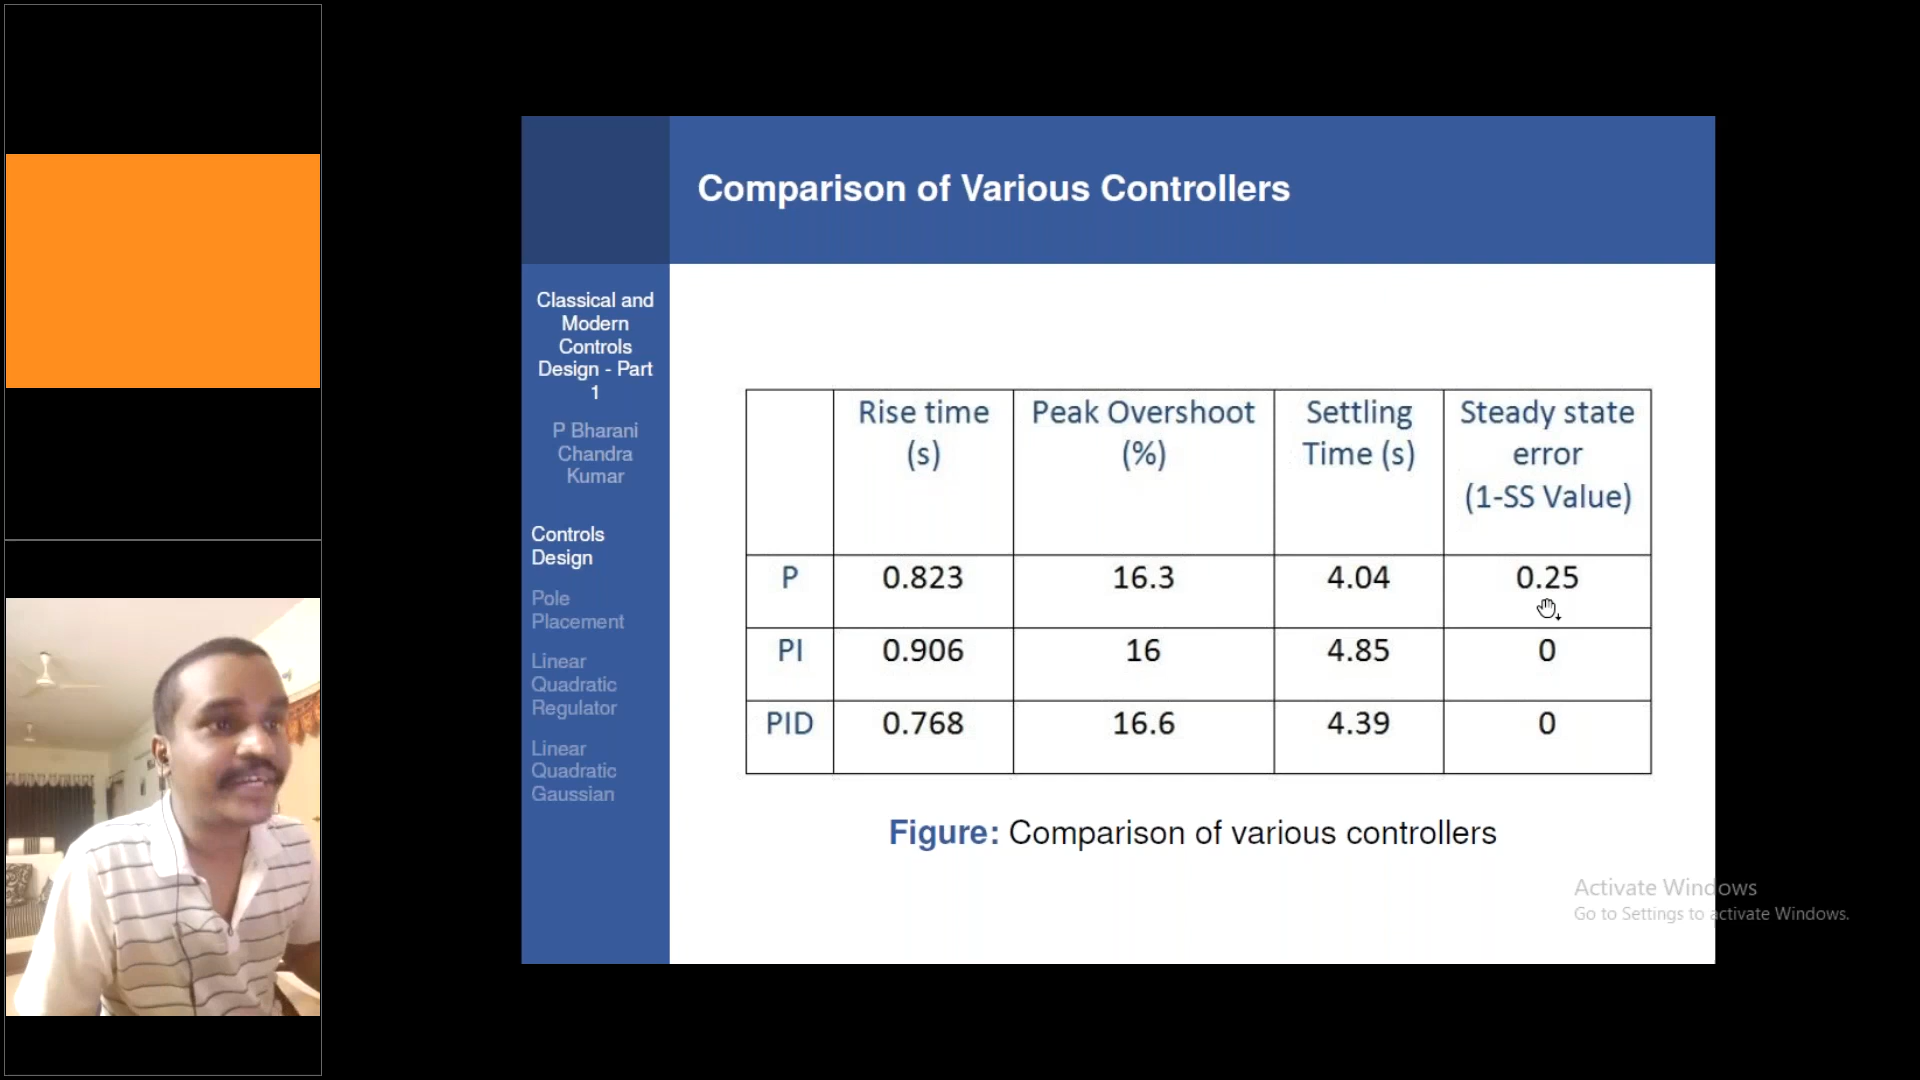 Comparison of Various Controllers
Classical and
Modern
Controls
Design - Part
1
P Bharani
Chandra
Kumar
Controls
Design
Pole
Placement
Linear
Quadratic
Regulator
Linear
Quadratic
Gaussian
Rise time
(s)
Peak Overshoot
(%)
Settling
Time (s)
Steady state
error
(1-SS Value)
P 0.823 16.3 4.04 0.25
PI 0.906 16 4.85 0
PID 0.768 16.6 4.39 0
Figure: Comparison of various controllers
Activate Windows
Go to Settings to activate Windows.